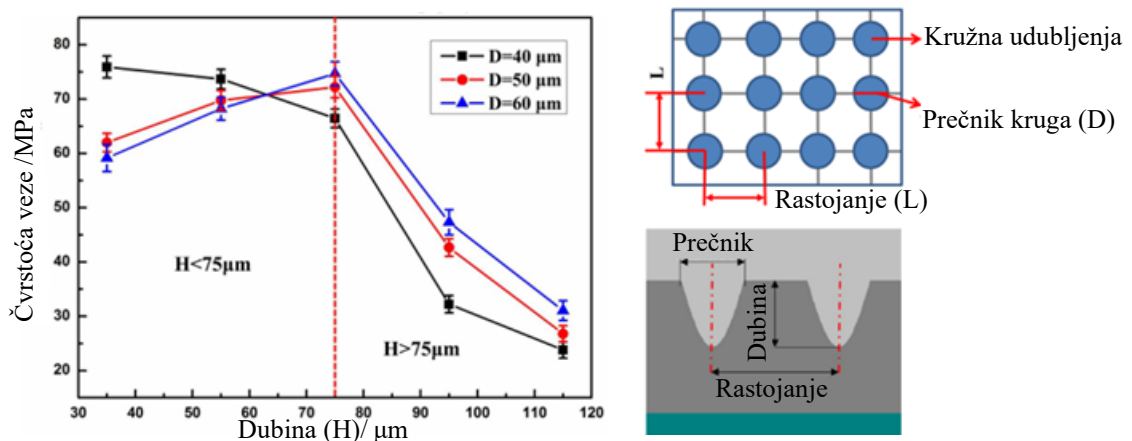 80
70
60
50
40
30
20
Čvrstoća veze /MPa
D=40 µm
D=50 µm
D=60 µm
H<75µm
H>75µm
30 40 50 60 70 80 90 100 110 120
Dubina (H)/ µm
L
Kružna udubljenja
Prečnik kruga (D)
Rastojanje (L)
Prečnik
Dubina
Rastojanje